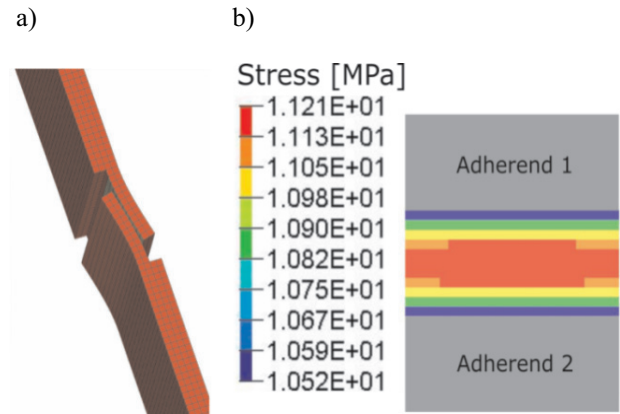 a)
b)
Stress [MPa]
1.121E+01
1.113E+01
1.105E+01
1.098E+01
1.090E+01
1.082E+01
1.075E+01
1.067E+01
1.059E+01
1.052E+01
Adherend 1
Adherend 2